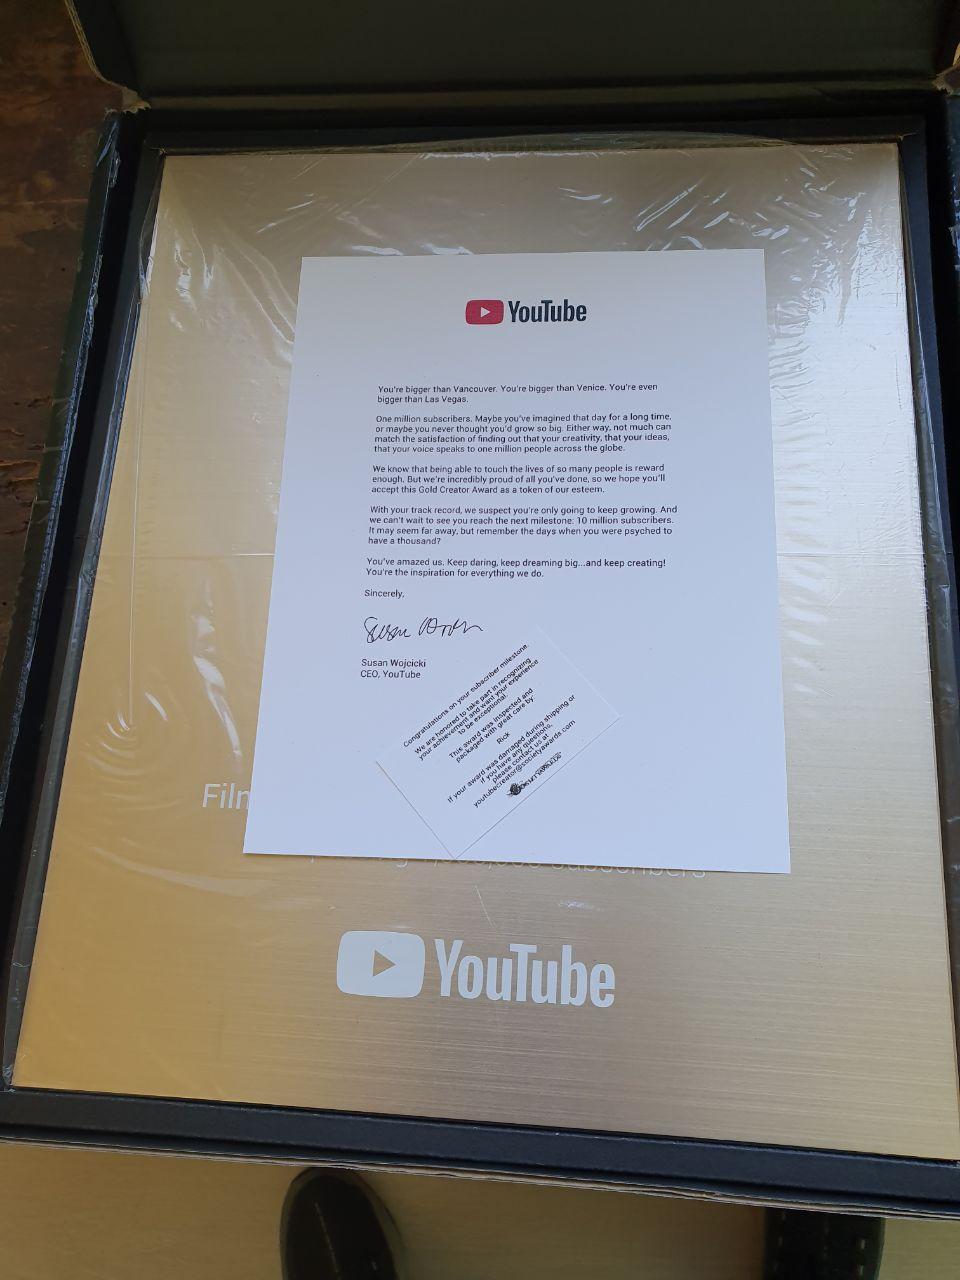 YouTube
You're bigger than Vancouver. You're bigger than Venice. You're even
bigger than Las Vegas.
One million subscribers. Maybe you've imagined that day for a long time,
or maybe you never thought you'd grow so big. Either way, not much can
match the satisfaction of finding out that your creativity, that your ideas,
that your voice speaks to one million people across the globe.
We know that being able to touch the lives of so many people is reward
enough. But we're incredibly proud of all you've done, so we hope you'll
accept this Gold Creator Award as a token of our esteem.
With your track record, we suspect you're only going to keep growing. And
we can't wait to see you reach the next milestone: 10 million subscribers.
It may seem far away, but remember the days when you were psyched to
have a thousand?
You've amazed us. Keep daring, keep dreaming big...and keep creating!
You're the inspiration for everything we do.
Sincerely,
Susan Wojcicki
CEO, YouTube
Congratulations on your subscriber milestone.
We are honored to take part in recognizing
your achievement and want your experience
to be exceptional.
This award was inspected and
packaged with great care by
Rick
If your award was damaged during shipping or
if you have any questions,
please contact us at
youtubecreator@societyawards.com
Film
subscribers
YouTube